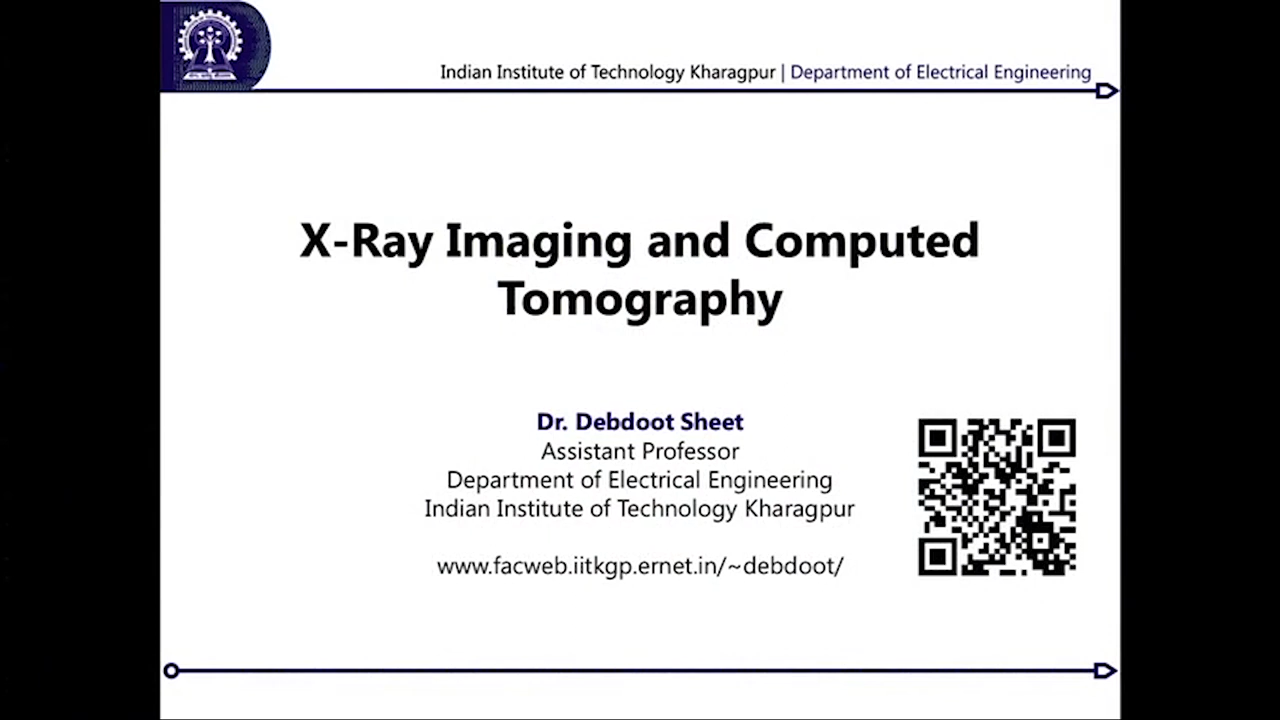 Indian Institute of Technology Kharagpur | Department of Electrical Engineering
X-Ray Imaging and Computed
Tomography
Dr. Debdoot Sheet
Assistant Professor
Department of Electrical Engineering
Indian Institute of Technology Kharagpur
www.facweb.iitkgp.ernet.in/~debdoot/